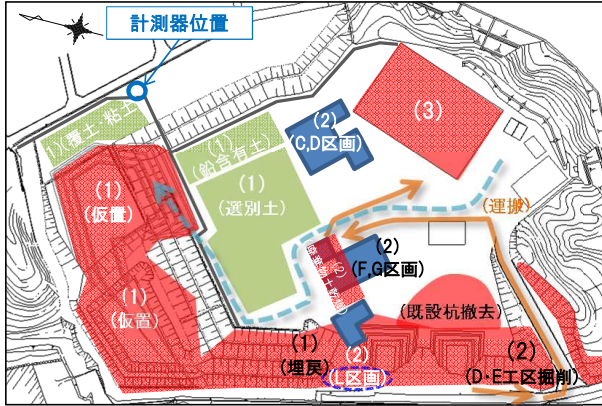 計測器位置
(1)(覆土・粘土)
(1)
(鉛含有土)
(2)
(C,D区画)
(3)
(1)
(仮置)
(1)
(選別土)
(運搬)
(2)
(2)
(F,G区画)
(1)
(仮置)
(既設杭撤去)
(1)
(埋戻)
(2)
(L区画)
(2)
(D・E工区掘削)